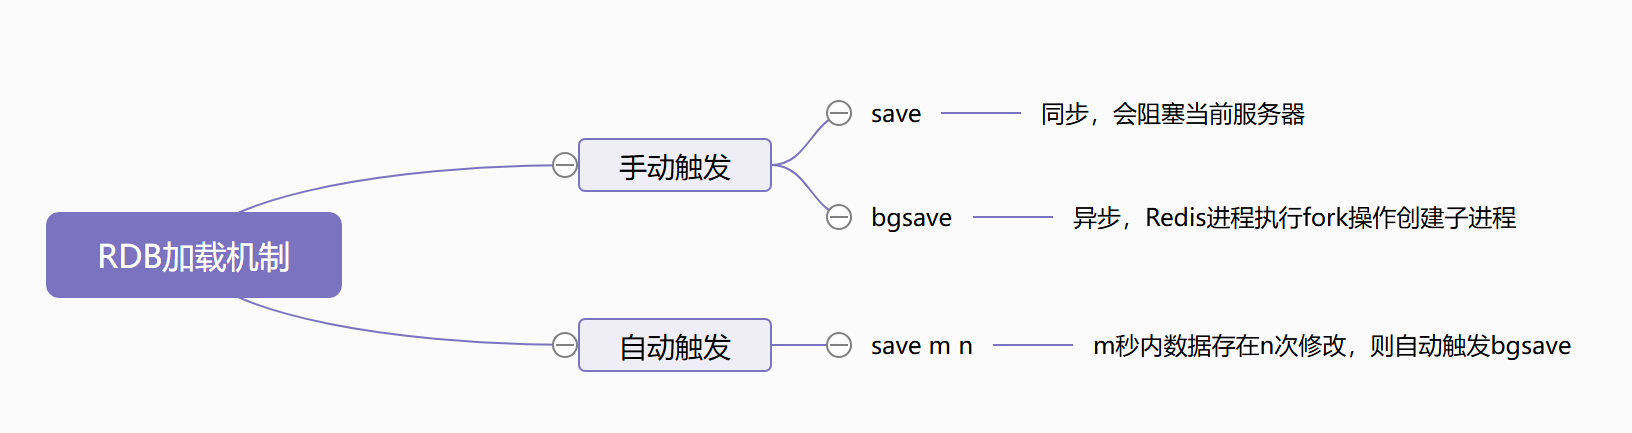 RDB加载机制
手动触发
save
同步，会阻塞当前服务器
bgsave
异步，Redis进程执行fork操作创建子进程
自动触发
save m n
m秒内数据存在n次修改，则自动触发bgsave